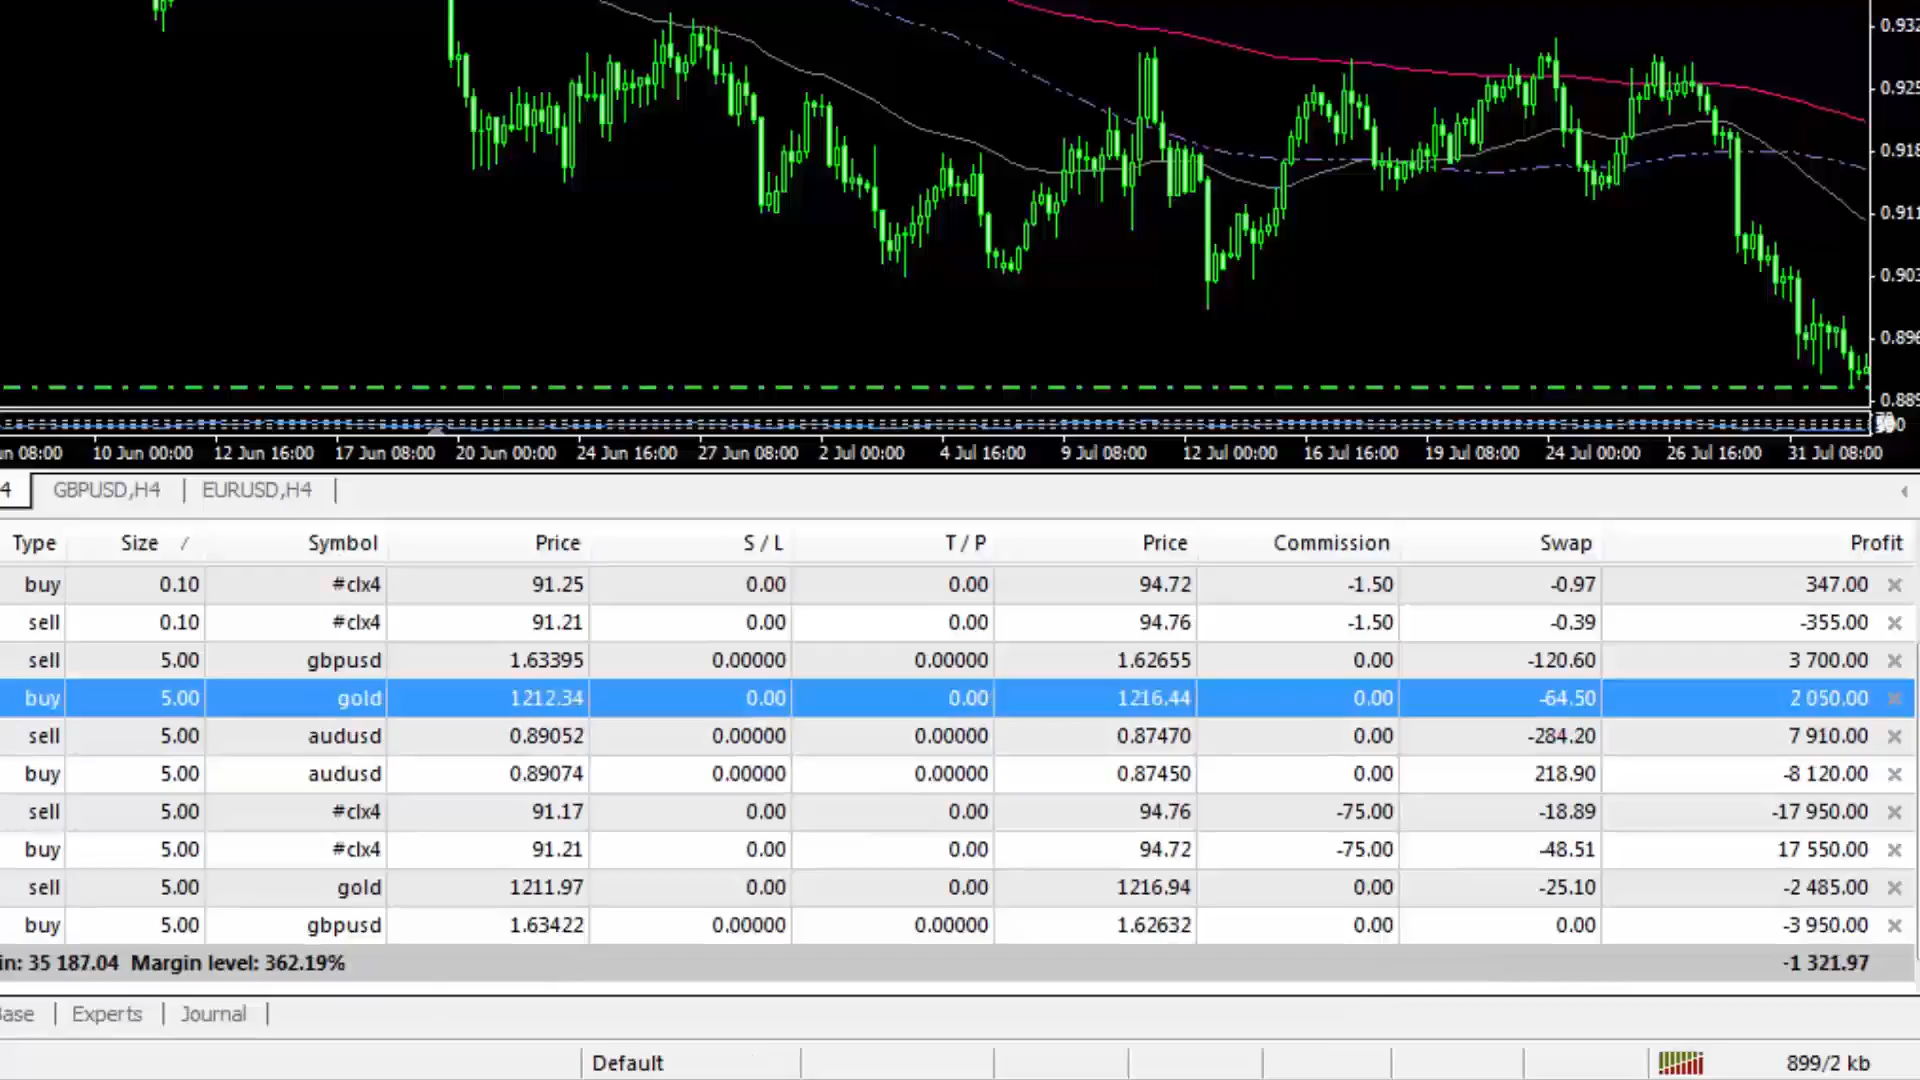 0.932
0.925
0.918
0.911
0.903
0.896
0.889
un 08:00 10 Jun 00:00 12 Jun 16:00 17 Jun 08:00 20 Jun 00:00 24 Jun 16:00 27 Jun 08:00 2 Jul 00:00 4 Jul 16:00 9 Jul 08:00 12 Jul 00:00 16 Jul 16:00 19 Jul 08:00 24 Jul 00:00 26 Jul 16:00 31 Jul 08:00
4 | GBPUSD,H4 | EURUSD,H4 |
Type Size / Symbol Price S / L T / P Price Commission Swap Profit
buy 0.10 #clx4 91.25 0.00 0.00 94.72 -1.50 -0.97 347.00
sell 0.10 #clx4 91.21 0.00 0.00 94.76 -1.50 -0.39 -355.00
sell 5.00 gbpusd 1.63395 0.00000 0.00000 1.62655 0.00 -120.60 3 700.00
buy 5.00 gold 1212.34 0.00 0.00 1216.44 0.00 -64.50 2 050.00
sell 5.00 audusd 0.89052 0.00000 0.00000 0.87470 0.00 -284.20 7 910.00
buy 5.00 audusd 0.89074 0.00000 0.00000 0.87450 0.00 218.90 -8 120.00
sell 5.00 #clx4 91.17 0.00 0.00 94.76 -75.00 -18.89 -17 950.00
buy 5.00 #clx4 91.21 0.00 0.00 94.72 -75.00 -48.51 17 550.00
sell 5.00 gold 1211.97 0.00 0.00 1216.94 0.00 -25.10 -2 485.00
buy 5.00 gbpusd 1.63422 0.00000 0.00000 1.62632 0.00 0.00 -3 950.00
in: 35 187.04 Margin level: 362.19% -1 321.97
Base | Experts | Journal |
Default 899/2 kb